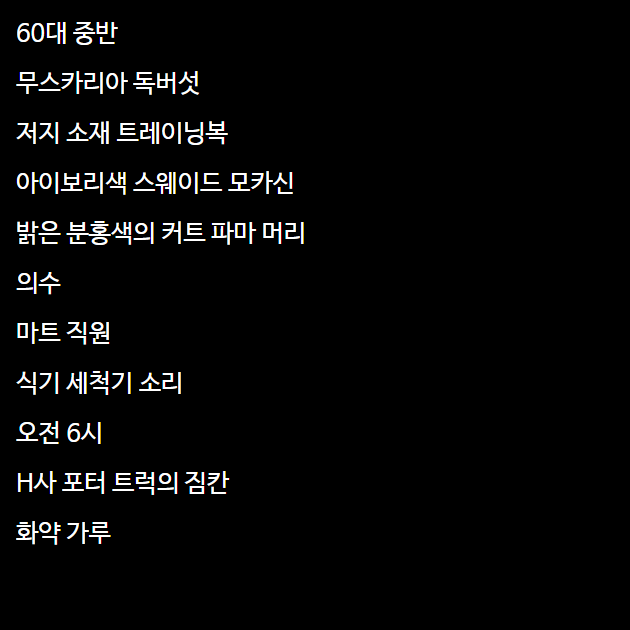 60대 중반
무스카리아 독버섯
저지 소재 트레이닝복
아이보리색 스웨이드 모카신
밝은 분홍색의 커트 파마 머리
의수
마트 직원
식기 세척기 소리
오전 6시
H사 포터 트럭의 짐칸
화약 가루